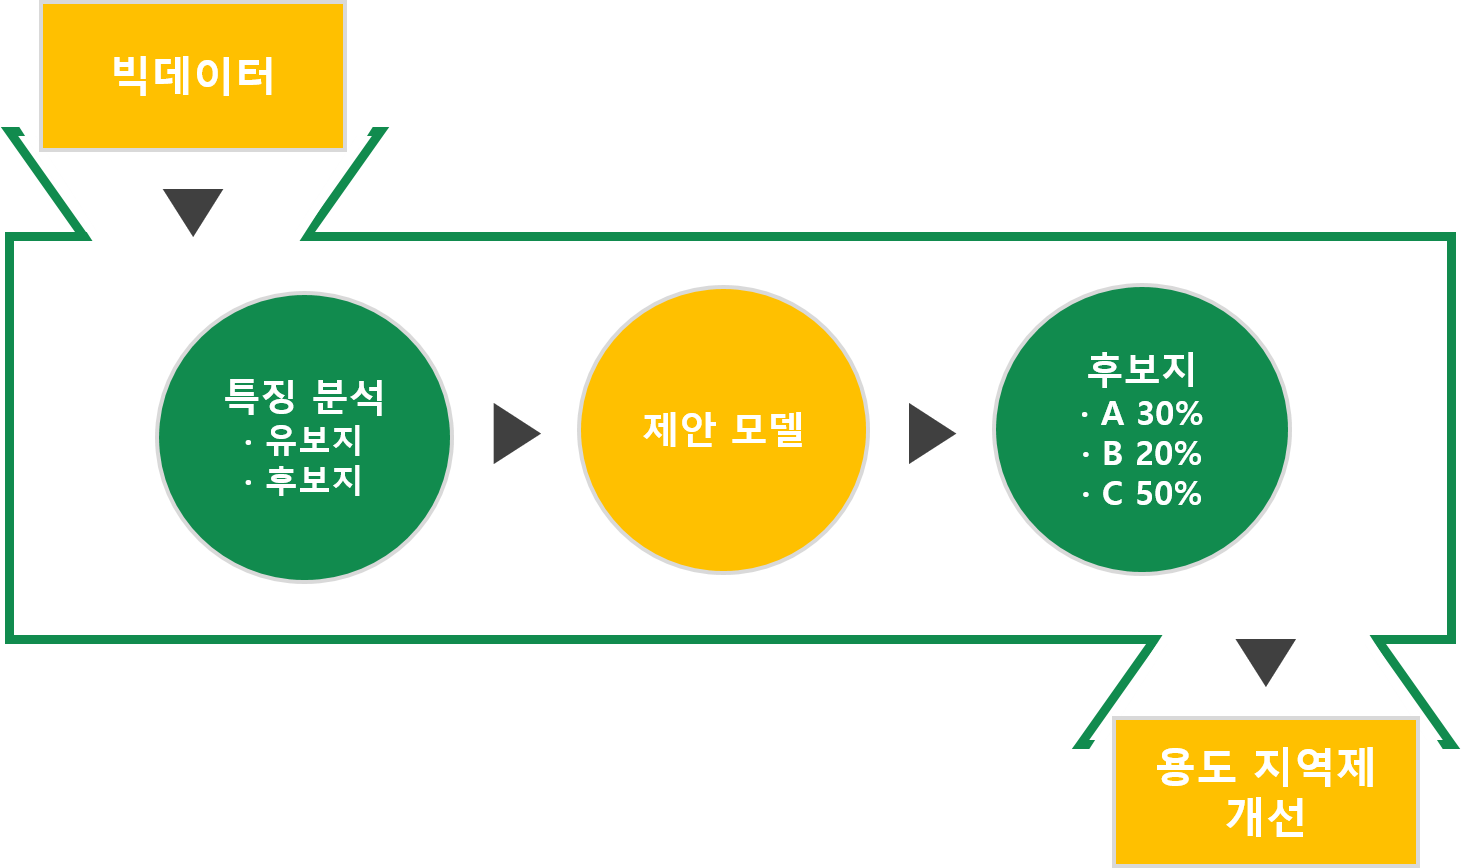 빅데이터
특징 분석
· 유보지
· 후보지
제안 모델
후보지
· A 30%
· B 20%
· C 50%
용도 지역제
개선